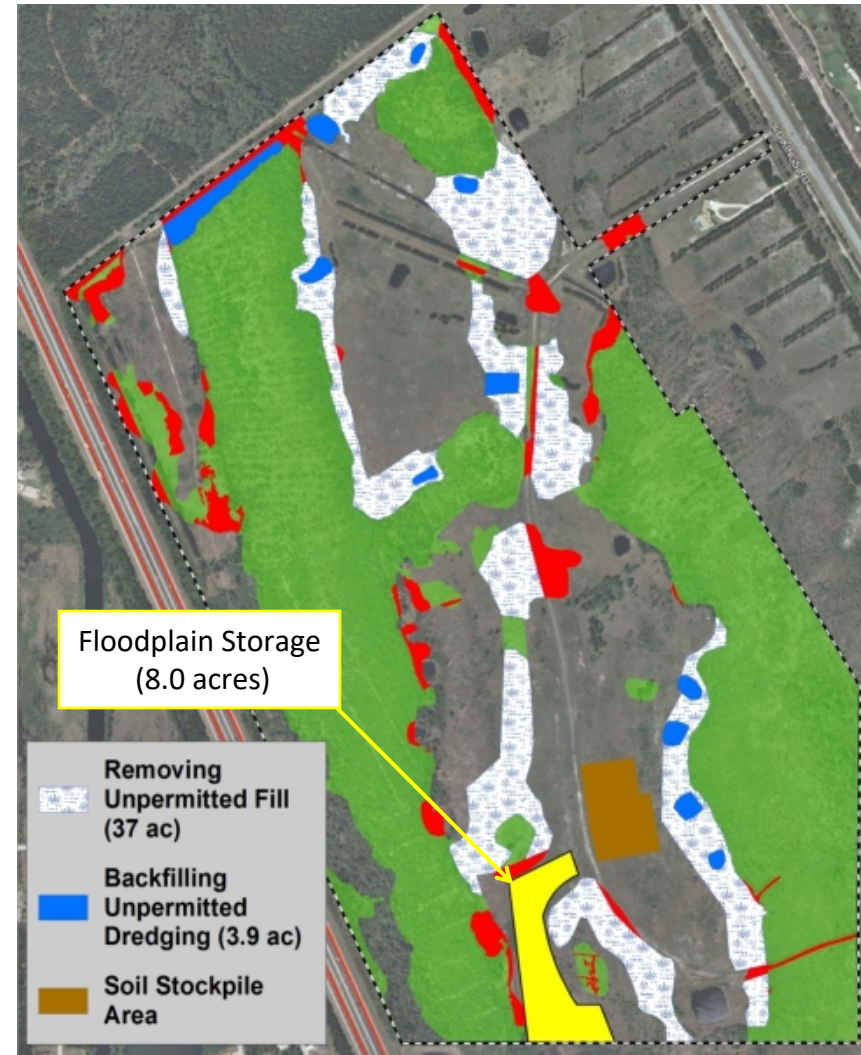 Floodplain Storage
(8.0 acres)
Removing
Unpermitted Fill
(37 ac)
Backfilling
Unpermitted
Dredging (3.9 ac)
Soil Stockpile
Area